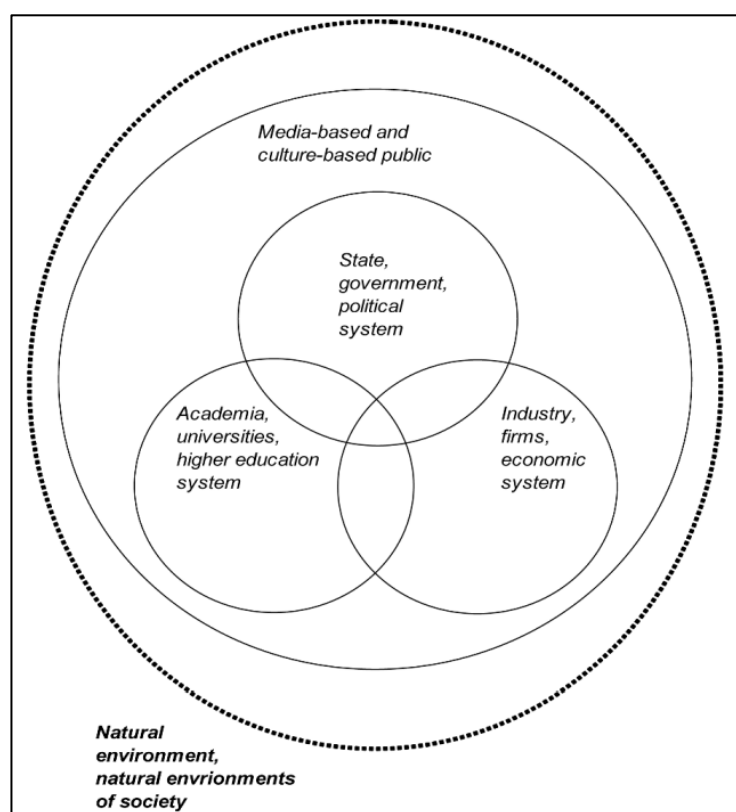 Media-based and
culture-based public
State,
government,
political
system
Academia,
universities,
higher education
system
Industry,
firms,
economic
system
Natural
environment,
natural envrionments
of society